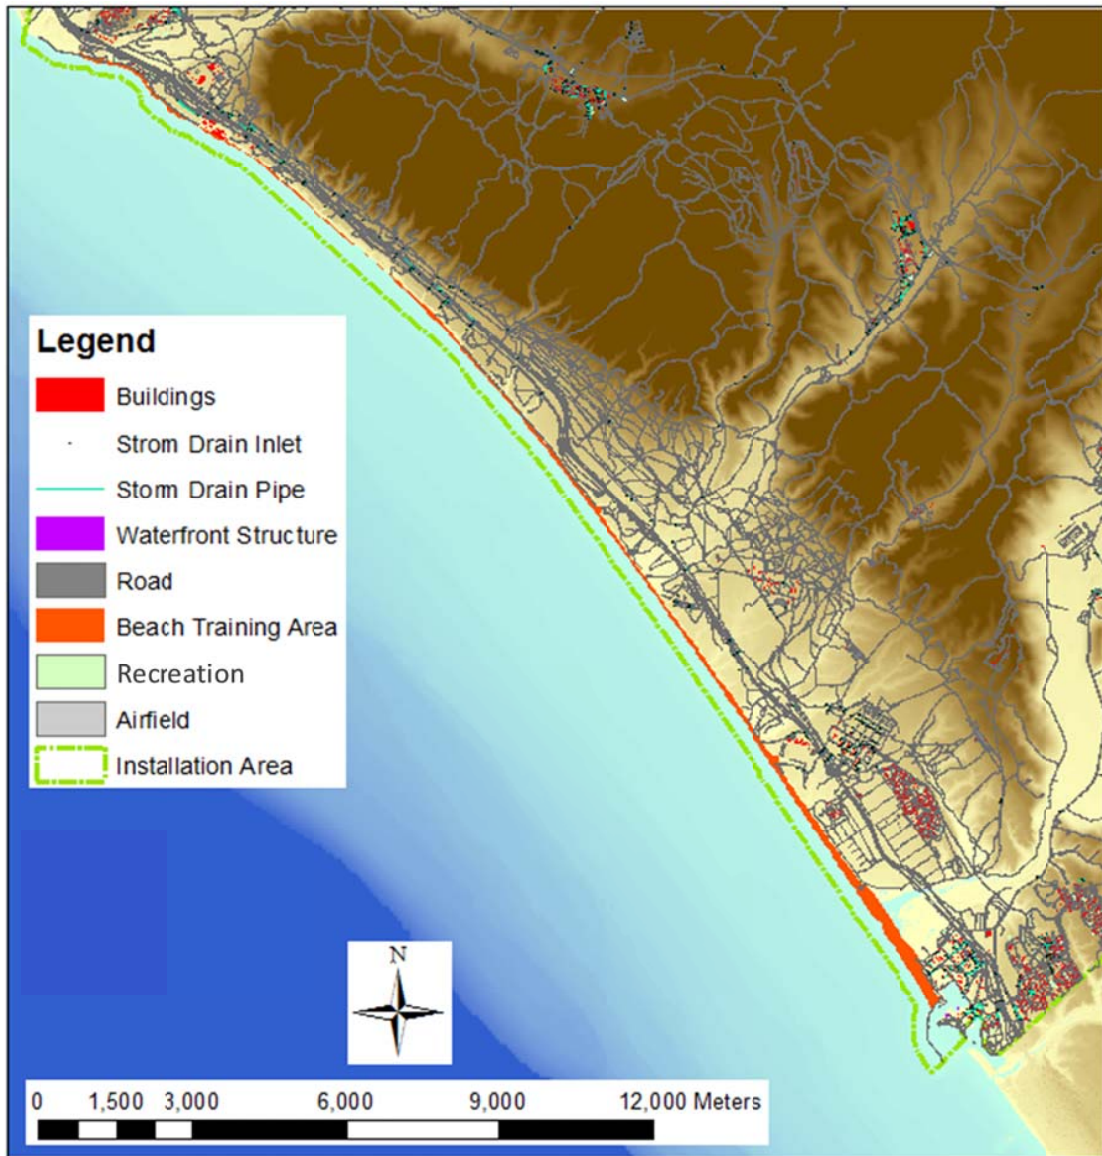 Legend
Buildings
Strom Drain Inlet
Storm Drain Pipe
Waterfront Structure
Road
Beach Training Area
Recreation
Airfield
Installation Area
N
0 1,500 3,000 6,000 9,000 12,000 Meters